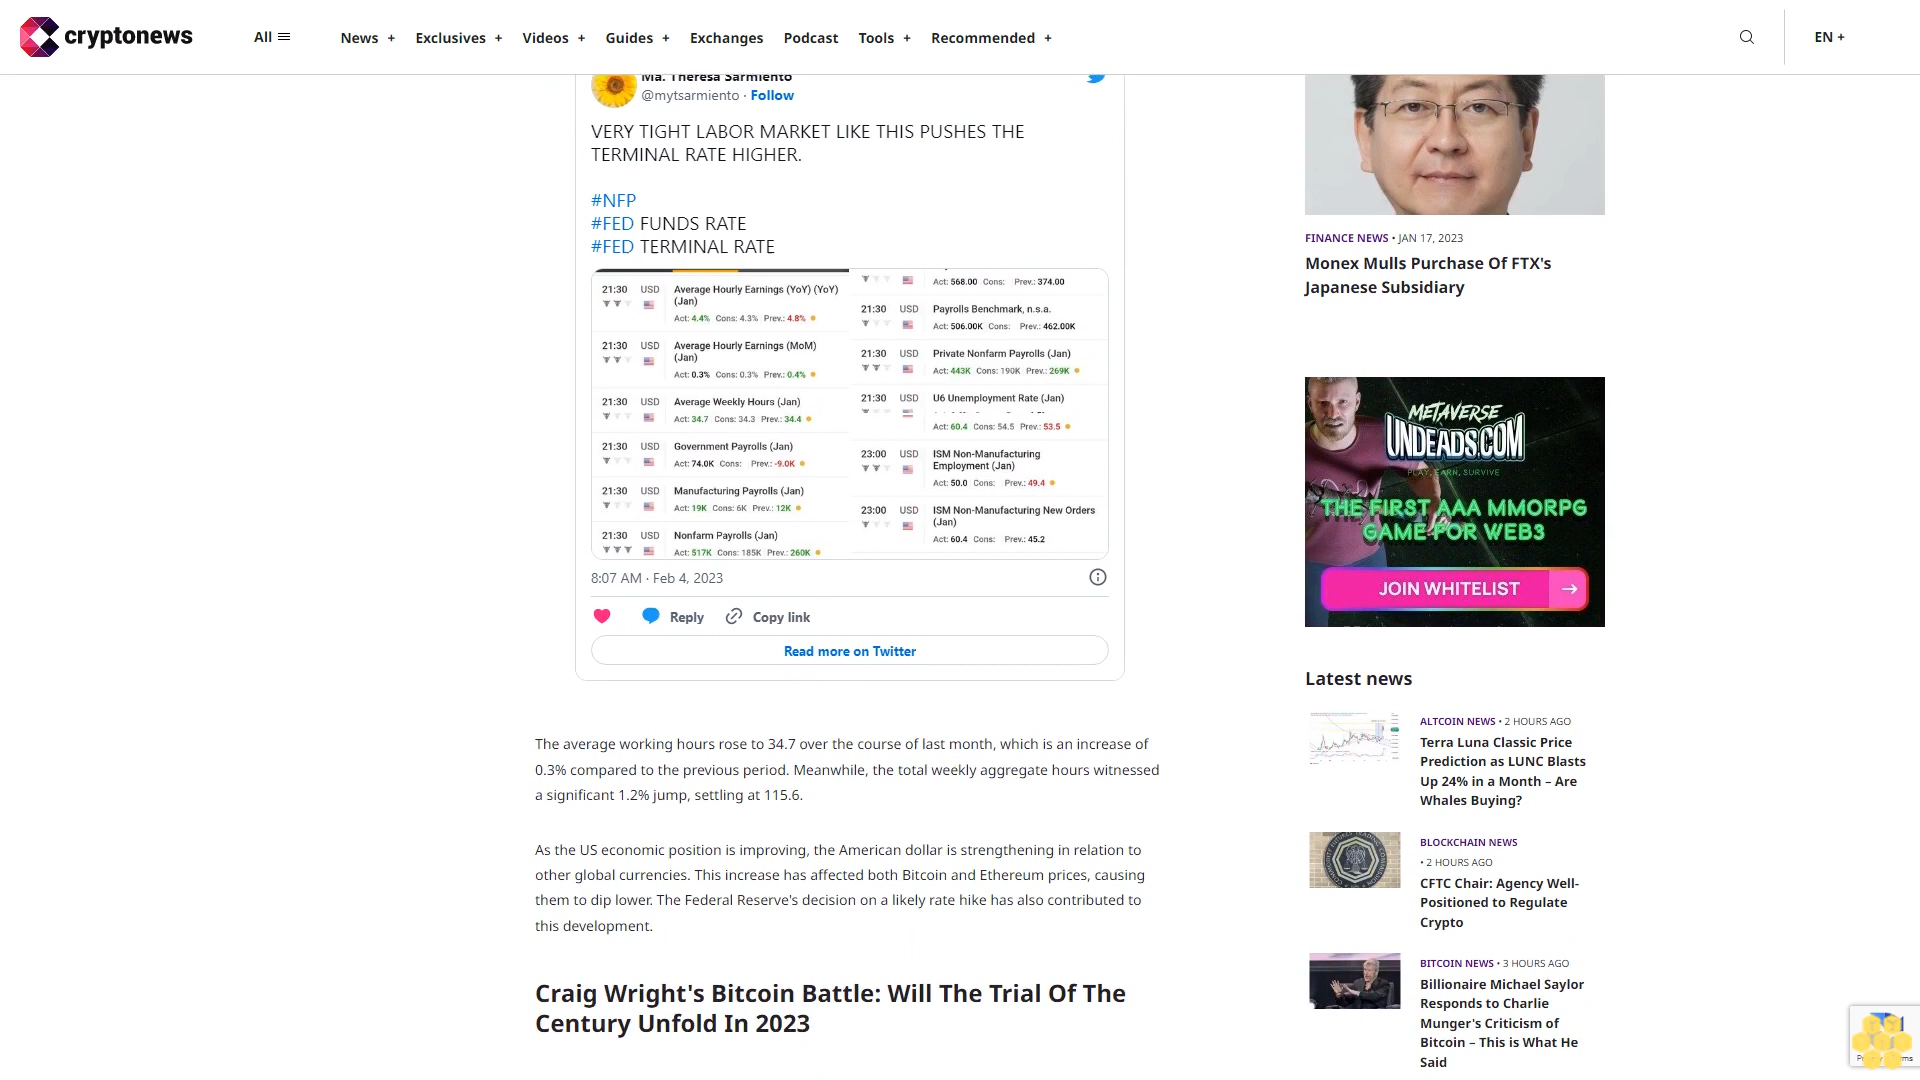 cryptonews
All
News +
Exclusives +
Videos +
Guides +
Exchanges
Podcast
Tools +
Recommended +
EN +
Ma. Theresa Sarmiento
@mytsarmiento · Follow
VERY TIGHT LABOR MARKET LIKE THIS PUSHES THE
TERMINAL RATE HIGHER.
#NFP
#FED FUNDS RATE
#FED TERMINAL RATE
21:30 USD Average Hourly Earnings (YoY) (YoY)
(Jan)
Act: 4.4% Cons: 4.3% Prev.: 4.8%
21:30 USD Average Hourly Earnings (MoM)
(Jan)
Act: 0.3% Cons: 0.3% Prev.: 0.4%
21:30 USD Average Weekly Hours (Jan)
Act: 34.7 Cons: 34.3 Prev.: 34.4
21:30 USD Government Payrolls (Jan)
Act: 74.0K Cons: Prev.: -9.0K
21:30 USD Manufacturing Payrolls (Jan)
Act: 19K Cons: 6K Prev.: 12K
21:30 USD Nonfarm Payrolls (Jan)
Act: 517K Cons: 185K Prev.: 260K
Act: 568.00 Cons: Prev.: 374.00
21:30 USD Payrolls Benchmark, n.s.a.
Act: 506.00K Cons: Prev.: 462.00K
21:30 USD Private Nonfarm Payrolls (Jan)
Act: 443K Cons: 190K Prev.: 269K
21:30 USD U6 Unemployment Rate (Jan)
Act: 60.4 Cons: 54.5 Prev.: 53.5
23:00 USD ISM Non-Manufacturing
Employment (Jan)
Act: 50.0 Cons: Prev.: 49.4
23:00 USD ISM Non-Manufacturing New Orders
(Jan)
Act: 60.4 Cons: Prev.: 45.2
8:07 AM · Feb 4, 2023
Reply
Copy link
Read more on Twitter
The average working hours rose to 34.7 over the course of last month, which is an increase of
0.3% compared to the previous period. Meanwhile, the total weekly aggregate hours witnessed
a significant 1.2% jump, settling at 115.6.
As the US economic position is improving, the American dollar is strengthening in relation to
other global currencies. This increase has affected both Bitcoin and Ethereum prices, causing
them to dip lower. The Federal Reserve's decision on a likely rate hike has also contributed to
this development.
Craig Wright's Bitcoin Battle: Will The Trial Of The
Century Unfold In 2023
FINANCE NEWS • JAN 17, 2023
Monex Mulls Purchase Of FTX's
Japanese Subsidiary
METAVERSE
UNDEADS.COM
PLAY, EARN, SURVIVE
THE FIRST AAA MMORPG
GAME FOR WEB3
JOIN WHITELIST →
Latest news
ALTCOIN NEWS • 2 HOURS AGO
Terra Luna Classic Price
Prediction as LUNC Blasts
Up 24% in a Month – Are
Whales Buying?
BLOCKCHAIN NEWS
• 2 HOURS AGO
CFTC Chair: Agency Well-
Positioned to Regulate
Crypto
BITCOIN NEWS • 3 HOURS AGO
Billionaire Michael Saylor
Responds to Charlie
Munger's Criticism of
Bitcoin – This is What He
Said